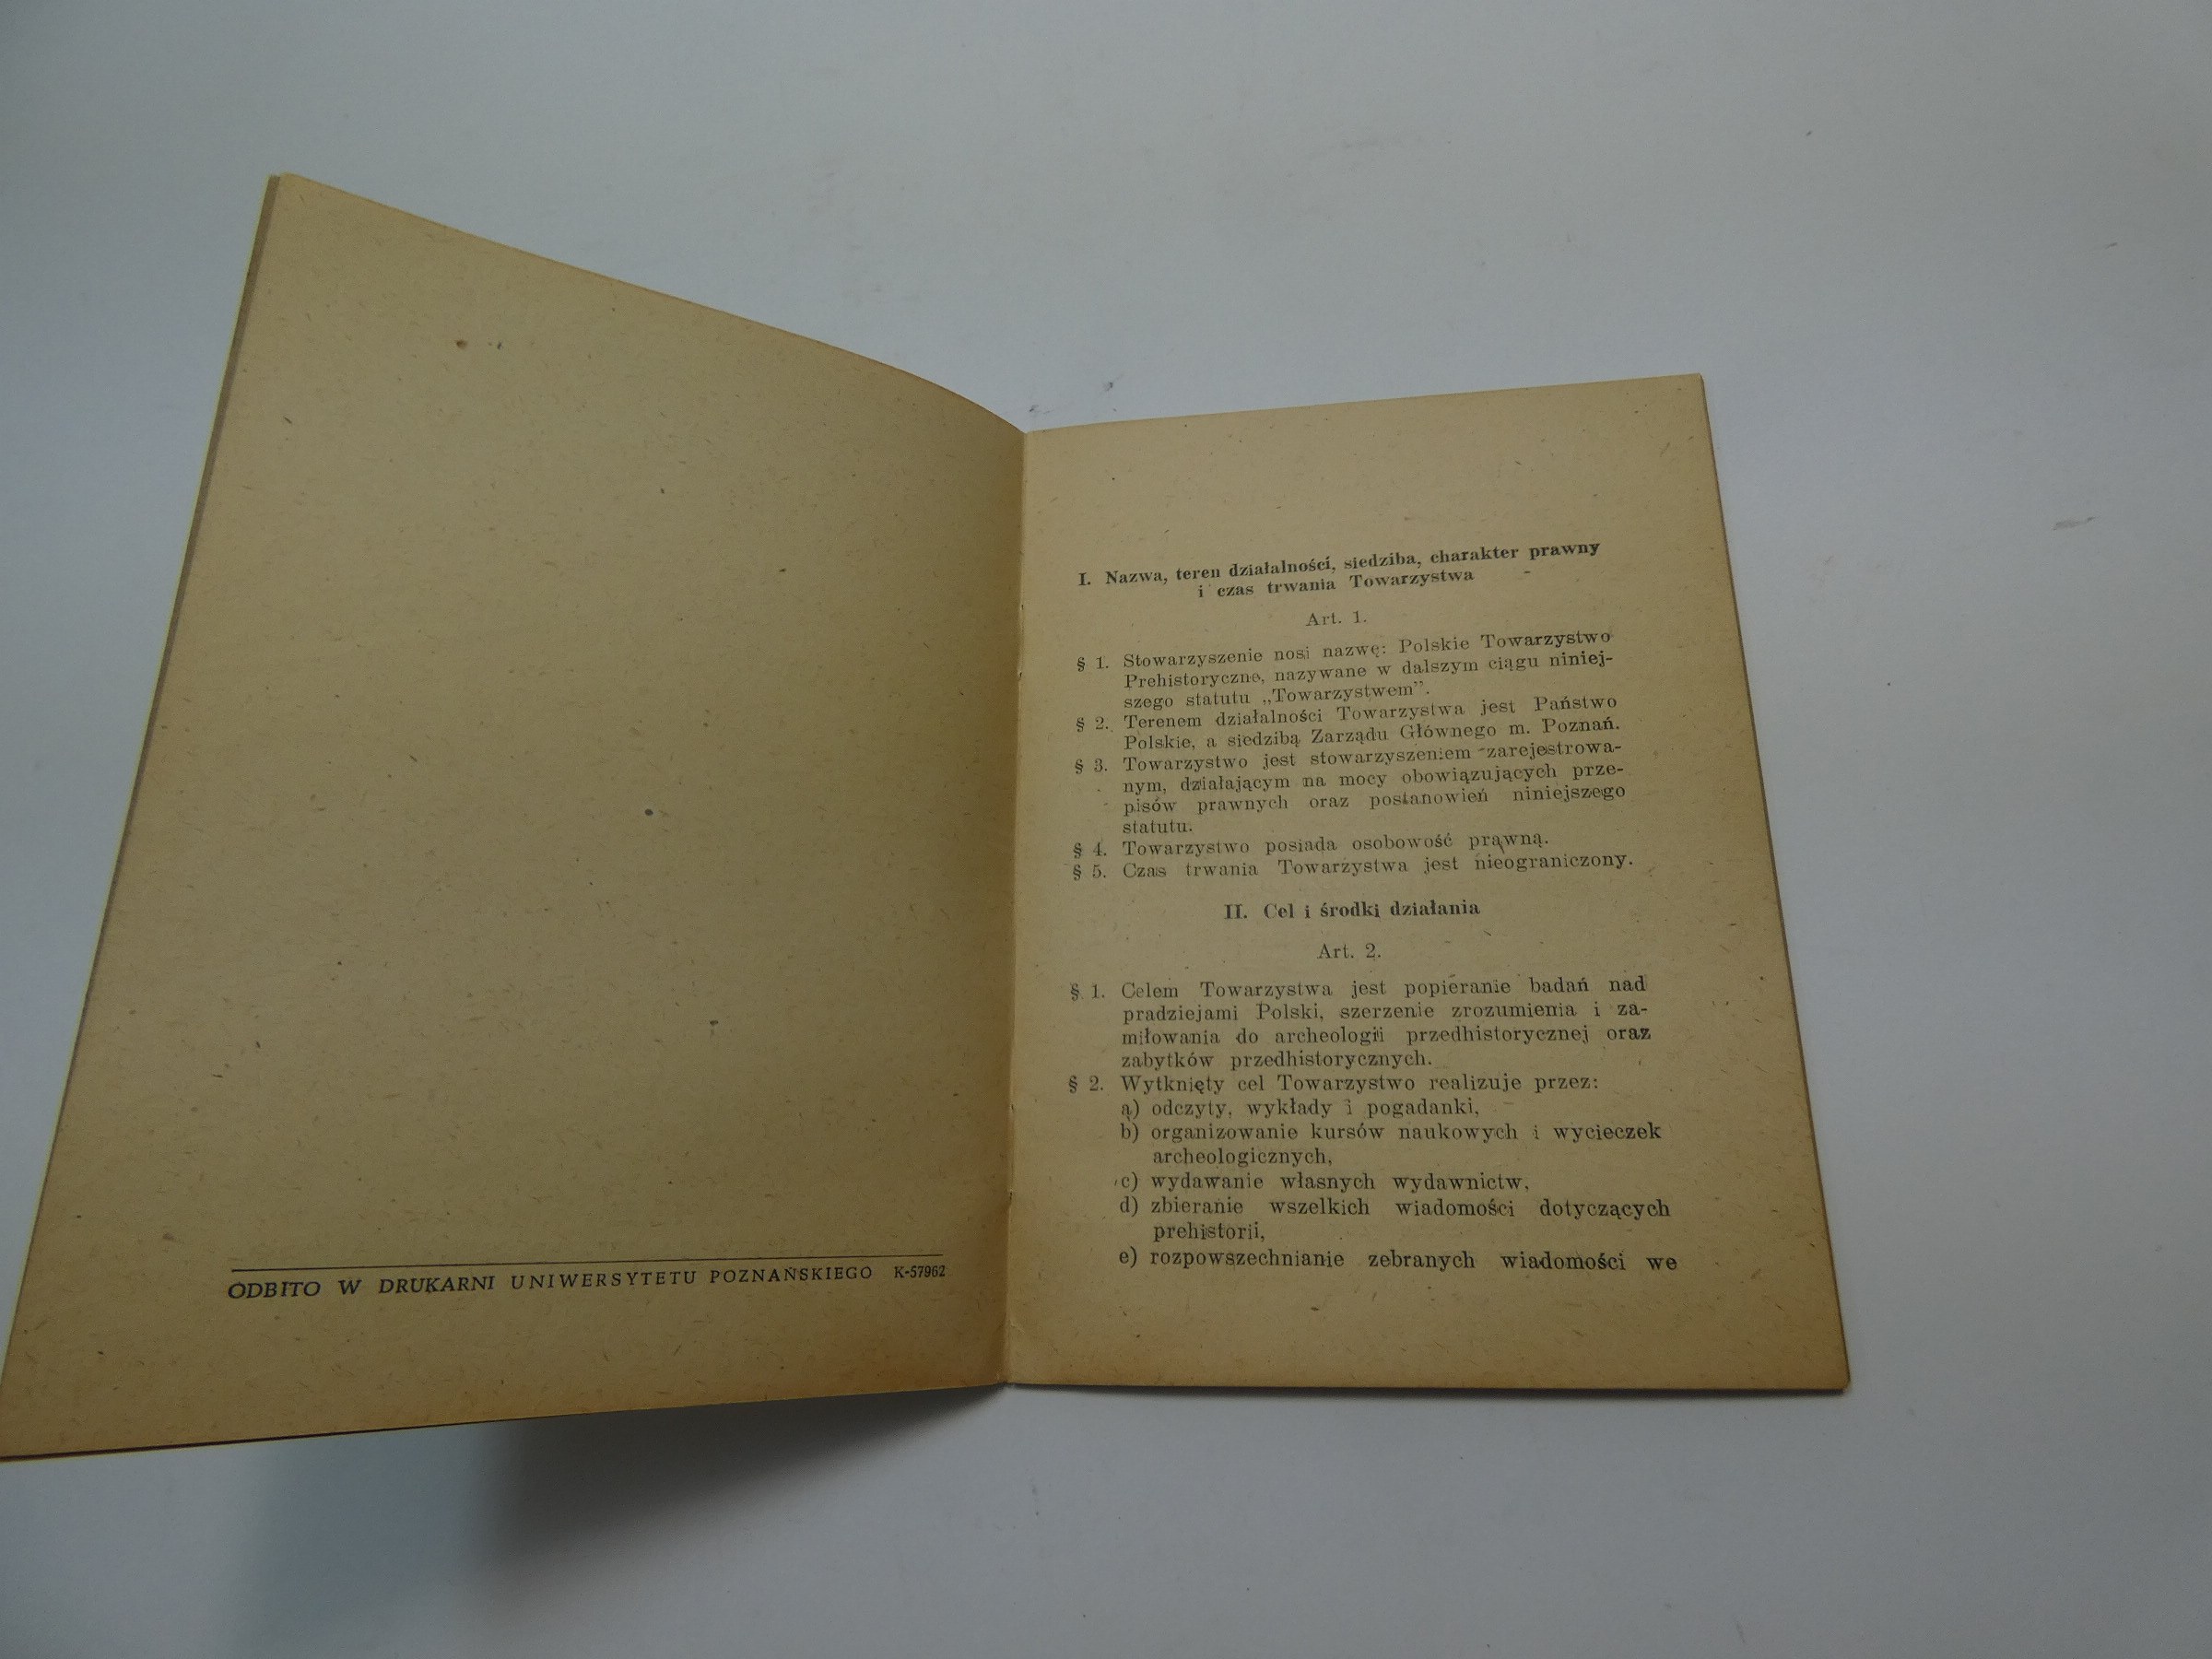 ODBITO W DRUKARNI UNIWERSYTETU POZNAŃSKIEGO K-57962
I. Nazwa, teren działalności, siedziba, charakter prawny
i czas trwania Towarzystwa
Art. 1.
§ 1. Stowarzyszenie nosi nazwę: Polskie Towarzystwo
Prehistoryczne, nazywane w dalszym ciągu niniej-
szego statutu „Towarzystwem”.
§ 2. Terenem działalności Towarzystwa jest Państwo
Polskie, a siedzibą Zarządu Głównego m. Poznań.
§ 3. Towarzystwo jest stowarzyszeniem zarejestrowa-
nym, działającym na mocy obowiązujących prze-
pisów prawnych oraz postanowień niniejszego
statutu.
§ 4. Towarzystwo posiada osobowość prawną.
§ 5. Czas trwania Towarzystwa jest nieograniczony.
II. Cel i środki działania
Art. 2.
§ 1. Celem Towarzystwa jest popieranie badań nad
pradziejami Polski, szerzenie zrozumienia i za-
miłowania do archeologii przedhistorycznej oraz
zabytków przedhistorycznych.
§ 2. Wytknięty cel Towarzystwo realizuje przez:
a) odczyty, wykłady i pogadanki,
b) organizowanie kursów naukowych i wycieczek
archeologicznych,
c) wydawanie własnych wydawnictw,
d) zbieranie wszelkich wiadomości dotyczących
prehistorii,
e) rozpowszechnianie zebranych wiadomości we